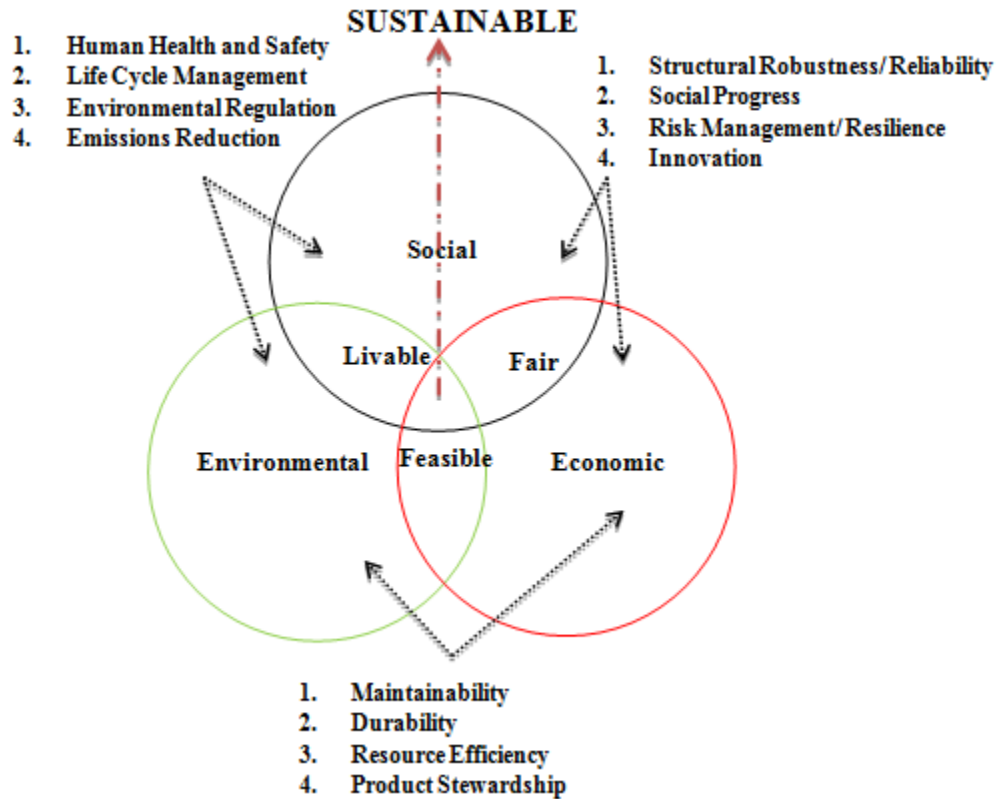 SUSTAINABLE
1. Human Health and Safety
2. Life Cycle Management
3. Environmental Regulation
4. Emissions Reduction
1. Structural Robustness/ Reliability
2. Social Progress
3. Risk Management/ Resilience
4. Innovation
Social
Livable
Fair
Environmental
Feasible
Economic
1. Maintainability
2. Durability
3. Resource Efficiency
4. Product Stewardship